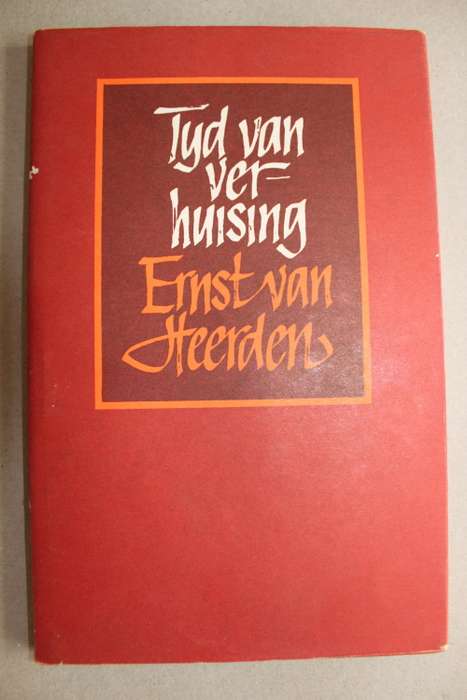 Tyd van
ver-
huising
Ernst van
Heerden